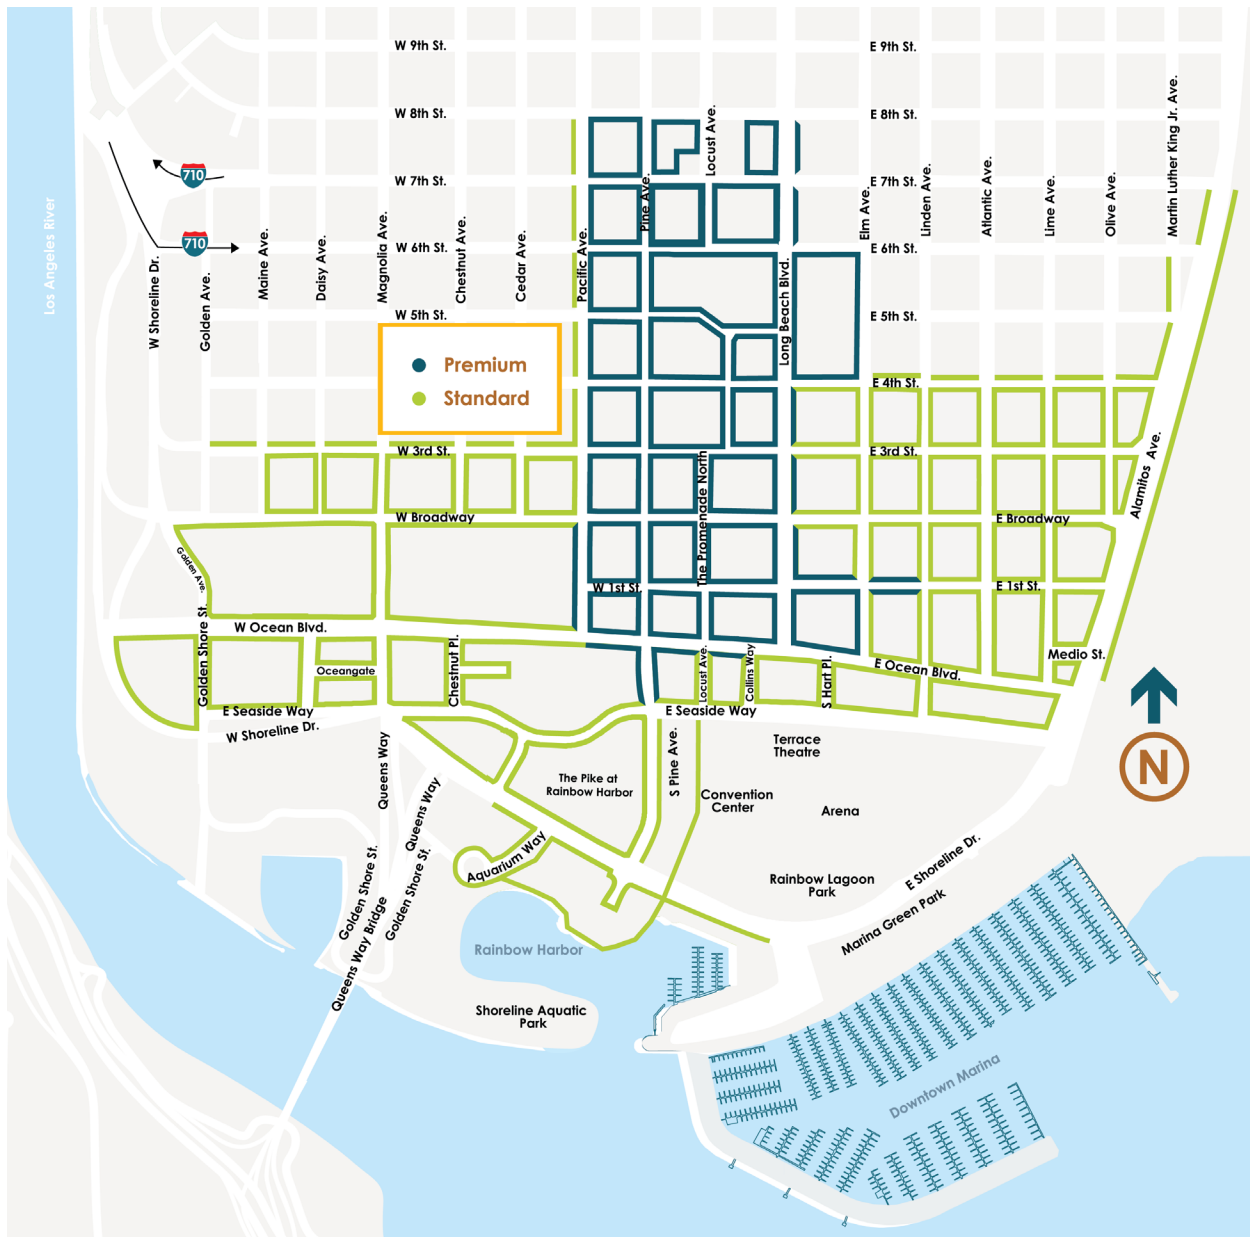 W 9th St.
E 9th St.
W 8th St.
E 8th St.
W 7th St.
E 7th St.
W 6th St.
E 6th St.
W 5th St.
E 5th St.
710
710
Los Angeles River
W Shoreline Dr.
Golden Ave.
Maine Ave.
Daisy Ave.
Magnolia Ave.
Chestnut Ave.
Cedar Ave.
Pacific Ave.
Pine Ave.
Locust Ave.
Long Beach Blvd.
Elm Ave.
Linden Ave.
Atlantic Ave.
Lime Ave.
Olive Ave.
Martin Luther King Jr. Ave.
Premium
Standard
E 4th St.
W 3rd St.
E 3rd St.
Alamitos Ave.
The Promenade North
W Broadway
E Broadway
Golden Ave.
W 1st St.
E 1st St.
W Ocean Blvd.
Golden Shore St.
Oceangate
Chestnut Pl.
Locust Ave.
Collins Way
S Hart Pl.
E Ocean Blvd.
Medio St.
E Seaside Way
E Seaside Way
W Shoreline Dr.
Queens Way
Queens Way
S Pine Ave.
Terrace
Theatre
The Pike at
Rainbow Harbor
Convention
Center
Arena
N
Aquarium Way
Rainbow Lagoon
Park
E Shoreline Dr.
Marina Green Park
Golden Shore St.
Golden Shore St.
Queens Way Bridge
Rainbow Harbor
Shoreline Aquatic
Park
Downtown Marina